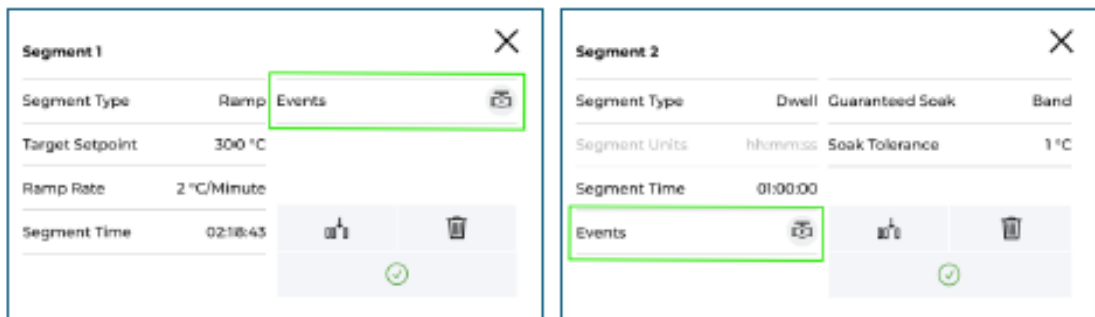 Segment 1
Segment Type Ramp
Target Setpoint 300 °C
Ramp Rate 2 °C/Minute
Segment Time 02:18:43
Events
Segment 2
Segment Type Dwell
Segment Units hh:mm:ss
Segment Time 01:00:00
Events
Guaranteed Soak Band
Soak Tolerance 1 °C